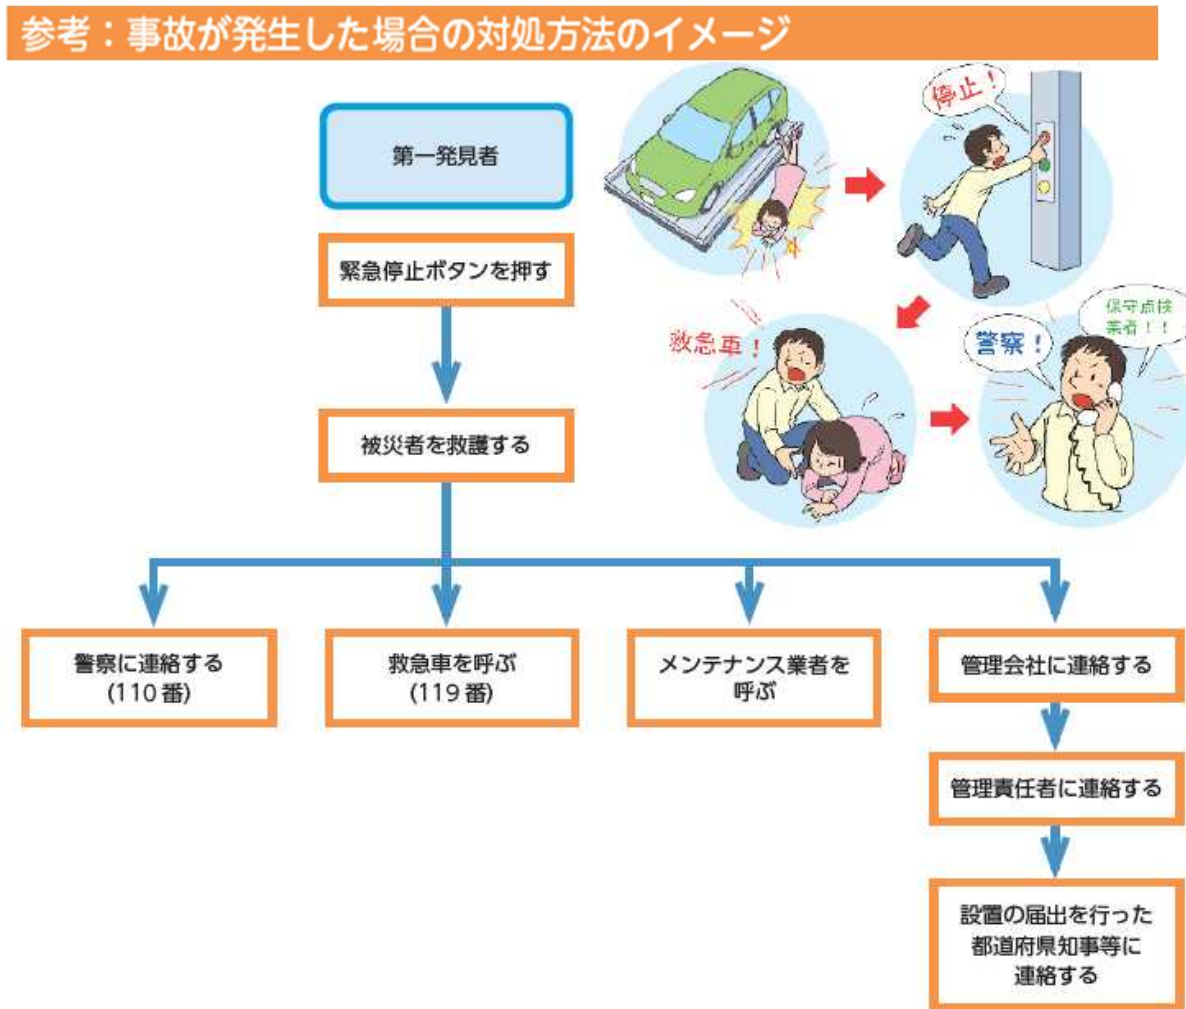 参考：事故が発生した場合の対処方法のイメージ
第一発見者
緊急停止ボタンを押す
被災者を救護する
停止！
救急車！
警察！
保守点検
業者！！
警察に連絡する
(110番)
救急車を呼ぶ
(119番)
メンテナンス業者を
呼ぶ
管理会社に連絡する
管理責任者に連絡する
設置の届出を行った
都道府県知事等に
連絡する